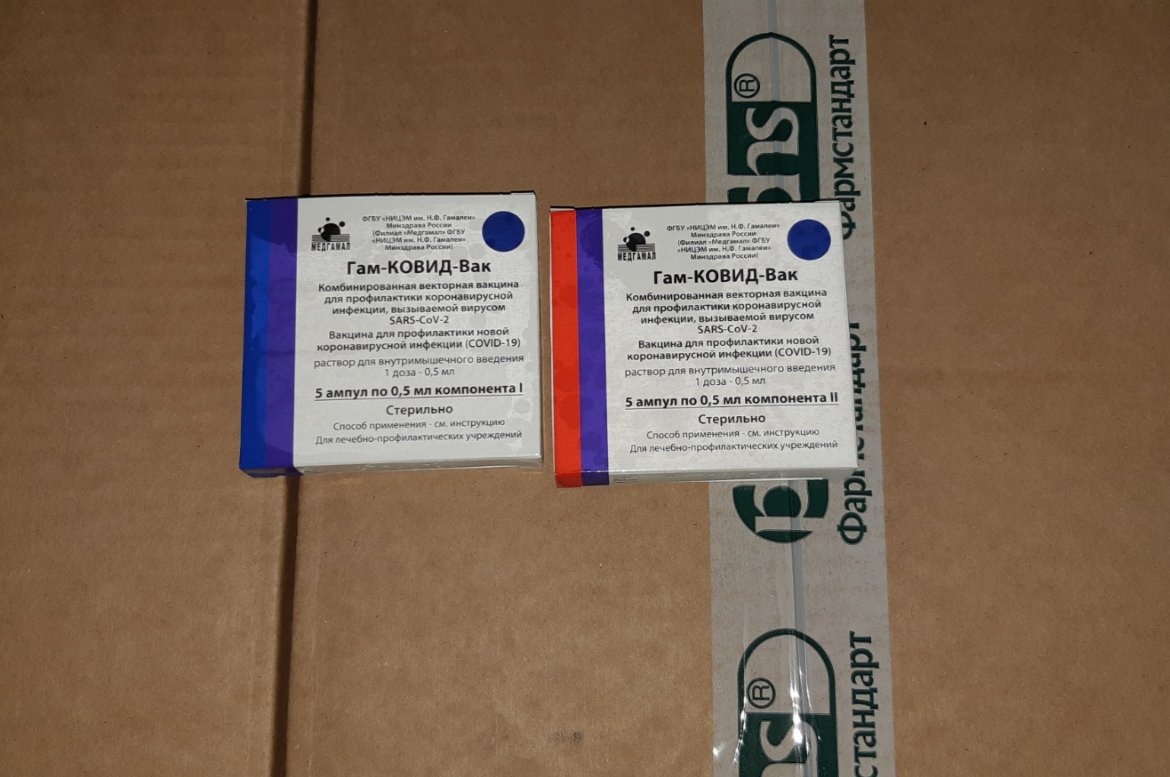 МЕДГАМАЛ
ФГБУ «НИЦЭМ им. Н.Ф. Гамалеи»
Минздрава России
(Филиал «Медгамал» ФГБУ
«НИЦЭМ им. Н.Ф. Гамалеи»
Минздрава России)
Гам-КОВИД-Вак
Комбинированная векторная вакцина
для профилактики коронавирусной
инфекции, вызываемой вирусом
SARS-CoV-2
Вакцина для профилактики новой
коронавирусной инфекции (COVID-19)
раствор для внутримышечного введения
1 доза - 0,5 мл
5 ампул по 0,5 мл компонента I
Стерильно
Способ применения - см. инструкцию
Для лечебно-профилактических учреждений
МЕДГАМАЛ
ФГБУ «НИЦЭМ им. Н.Ф. Гамалеи»
Минздрава России
(Филиал «Медгамал» ФГБУ
«НИЦЭМ им. Н.Ф. Гамалеи»
Минздрава России)
Гам-КОВИД-Вак
Комбинированная векторная вакцина
для профилактики коронавирусной
инфекции, вызываемой вирусом
SARS-CoV-2
Вакцина для профилактики новой
коронавирусной инфекции (COVID-19)
раствор для внутримышечного введения
1 доза - 0,5 мл
5 ампул по 0,5 мл компонента II
Стерильно
Способ применения - см. инструкцию
Для лечебно-профилактических учреждений
®
hs
Фармстандарт
Фармстандарт
®
hs
стандарт